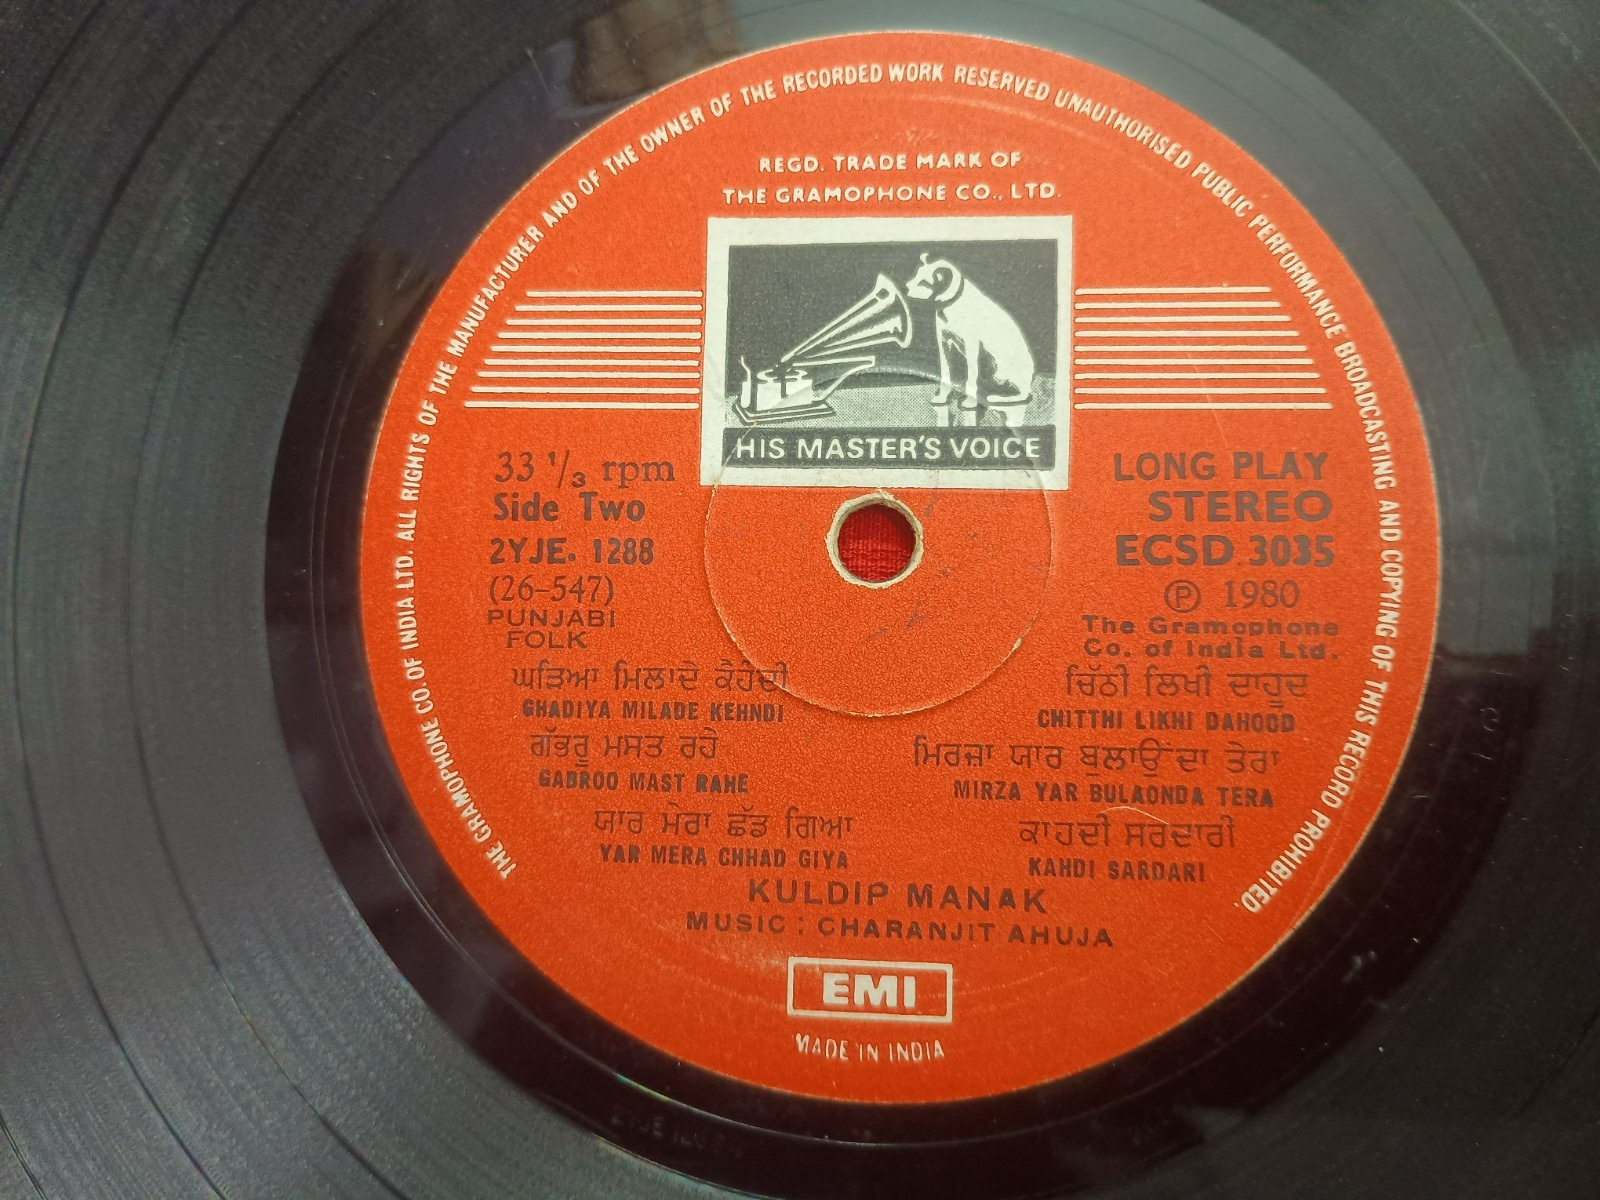 THE GRAMOPHONE CO. OF INDIA LTD. ALL RIGHTS OF THE MANUFACTURER AND OF THE OWNER OF THE RECORDED WORK RESERVED UNAUTHORISED PUBLIC PERFORMANCE BROADCASTING AND COPYING OF THIS RECORD PROHIBITED.
REGD. TRADE MARK OF
THE GRAMOPHONE CO., LTD.
HIS MASTER'S VOICE
33 1/3 rpm
Side Two
2YJE. 1288
(26-547)
PUNJABI
FOLK
LONG PLAY
STEREO
ECSD 3035
℗ 1980
The Gramophone
Co. of India Ltd.
ਘੜਿਆ ਮਿਲਾਦੇ ਕੈਹੰਦੀ
GHADIYA MILADE KEHNDI
ਗੱਭਰੂ ਮਸਤ ਰਹੇ
GABROO MAST RAHE
ਯਾਰ ਮੇਰਾ ਛੱਡ ਗਿਆ
YAR MERA CHHAD GIYA
ਚਿੱਠੀ ਲਿਖੀ ਦਾਹੂਦ
CHITTHI LIKHI DAHOOD
ਮਿਰਜ਼ਾ ਯਾਰ ਬੁਲਾਉਂਦਾ ਤੇਰਾ
MIRZA YAR BULAONDA TERA
ਕਾਹਦੀ ਸਰਦਾਰੀ
KAHDI SARDARI
KULDIP MANAK
MUSIC : CHARANJIT AHUJA
EMI
MADE IN INDIA